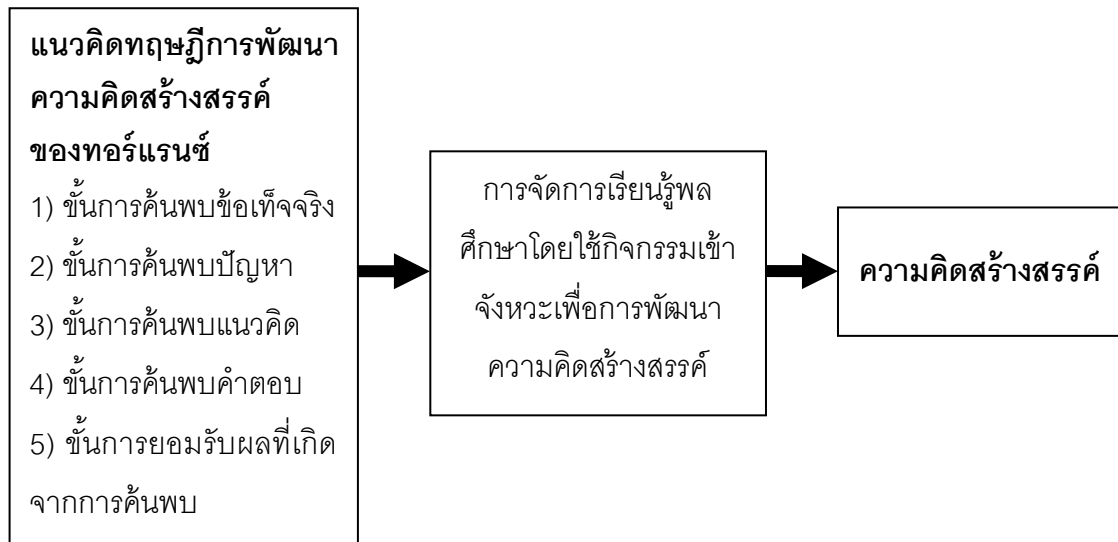 แนวคิดทฤษฎีการพัฒนา
ความคิดสร้างสรรค์
ของทอร์แรนซ์
1) ขั้นการค้นพบข้อเท็จจริง
2) ขั้นการค้นพบปัญหา
3) ขั้นการค้นพบแนวคิด
4) ขั้นการค้นพบคำตอบ
5) ขั้นการยอมรับผลที่เกิด
จากการค้นพบ
การจัดการเรียนรู้พล
ศึกษาโดยใช้กิจกรรมเข้า
จังหวะเพื่อการพัฒนา
ความคิดสร้างสรรค์
ความคิดสร้างสรรค์